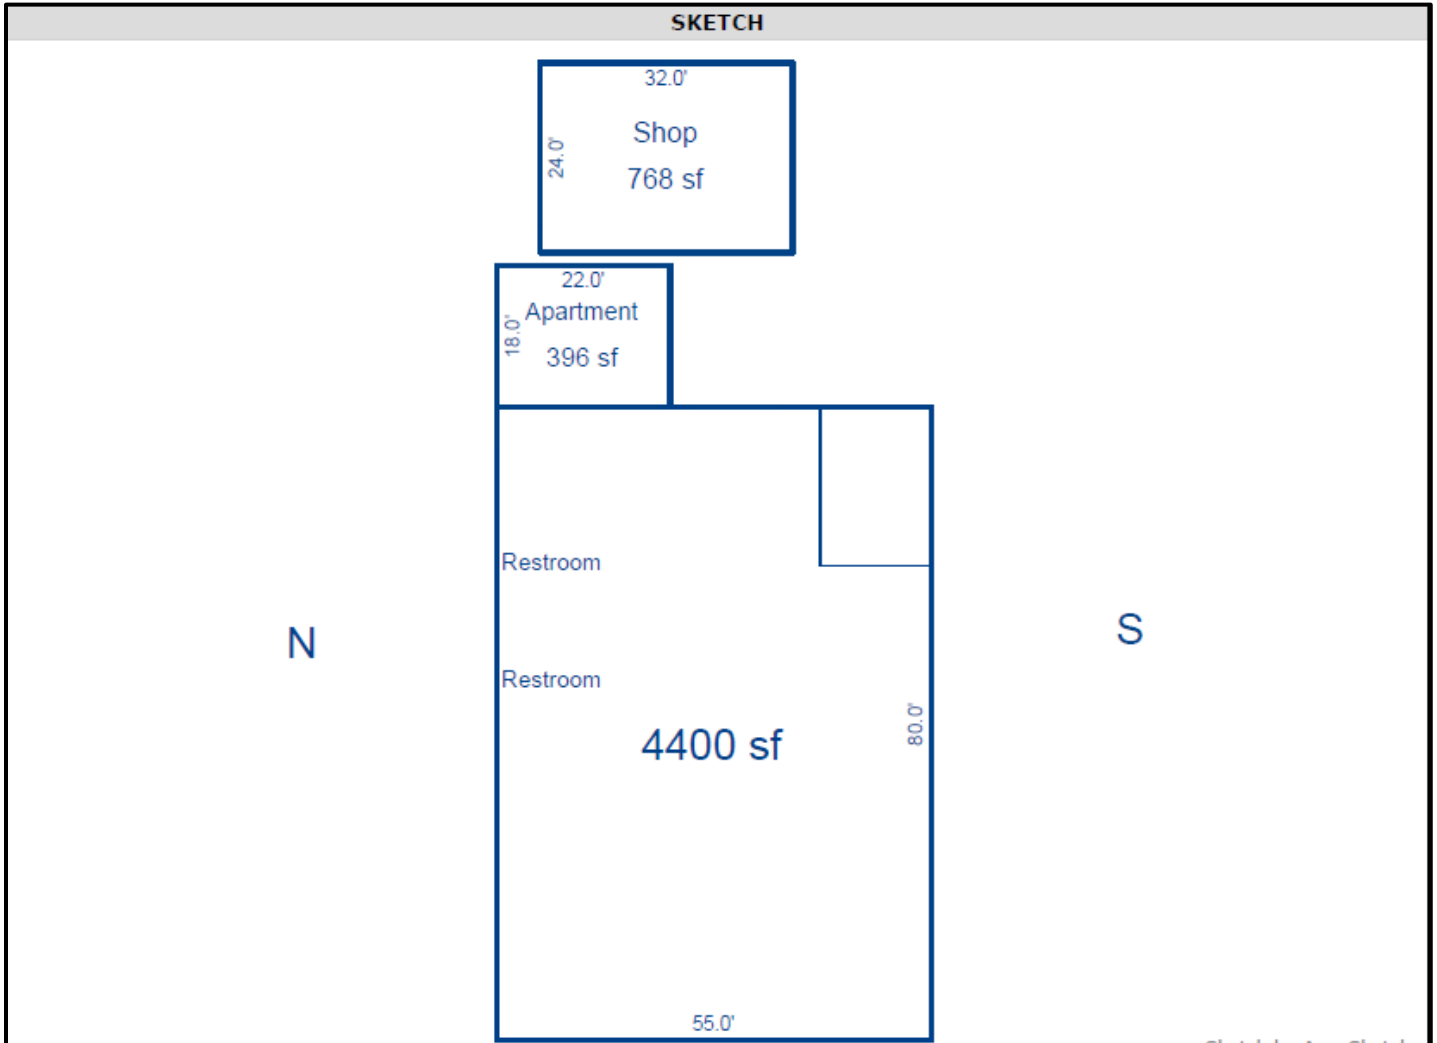 SKETCH
32.0'
Shop
24.0'
768 sf
22.0'
Apartment
18.0'
396 sf
Restroom
N
S
Restroom
80.0'
4400 sf
55.0'